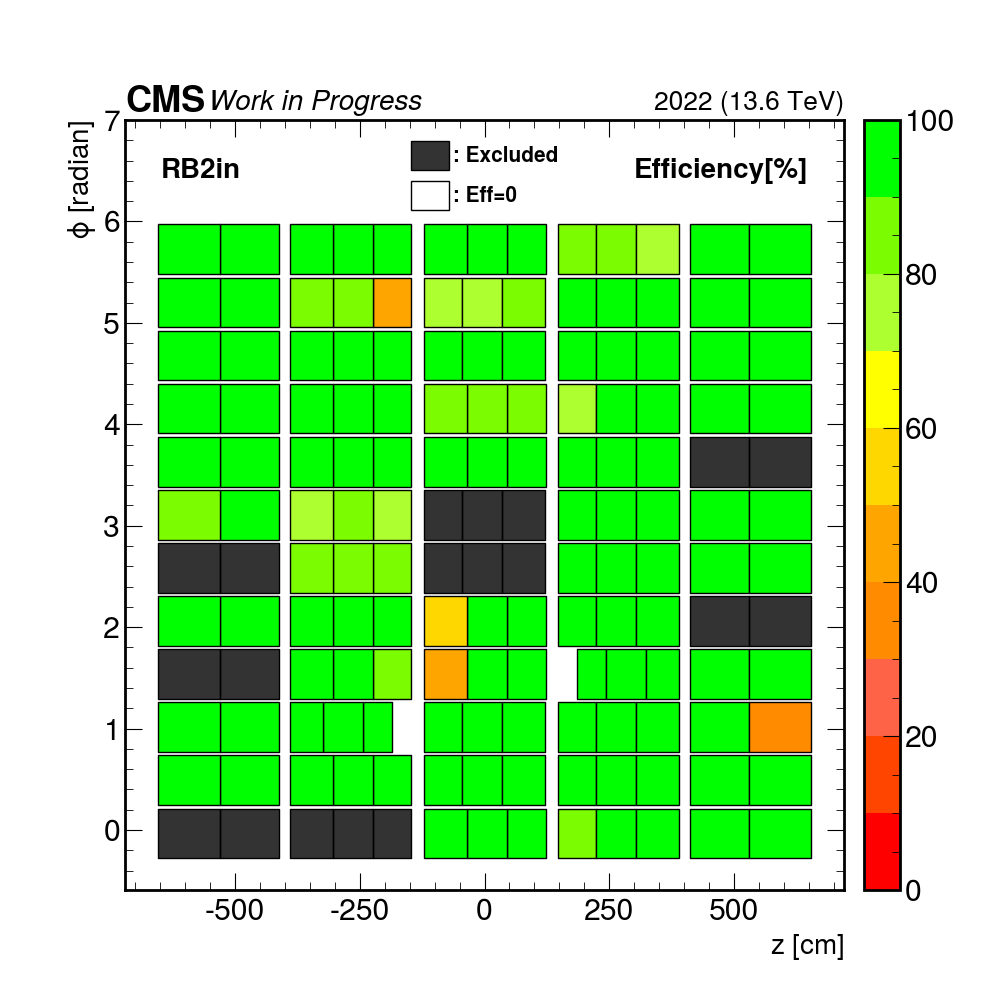 CMS Work in Progress 2022 (13.6 TeV)
RB2in
: Excluded
: Eff=0
Efficiency[%]
ϕ [radian]
7
6
5
4
3
2
1
0
-500 -250 0 250 500
z [cm]
100
80
60
40
20
0